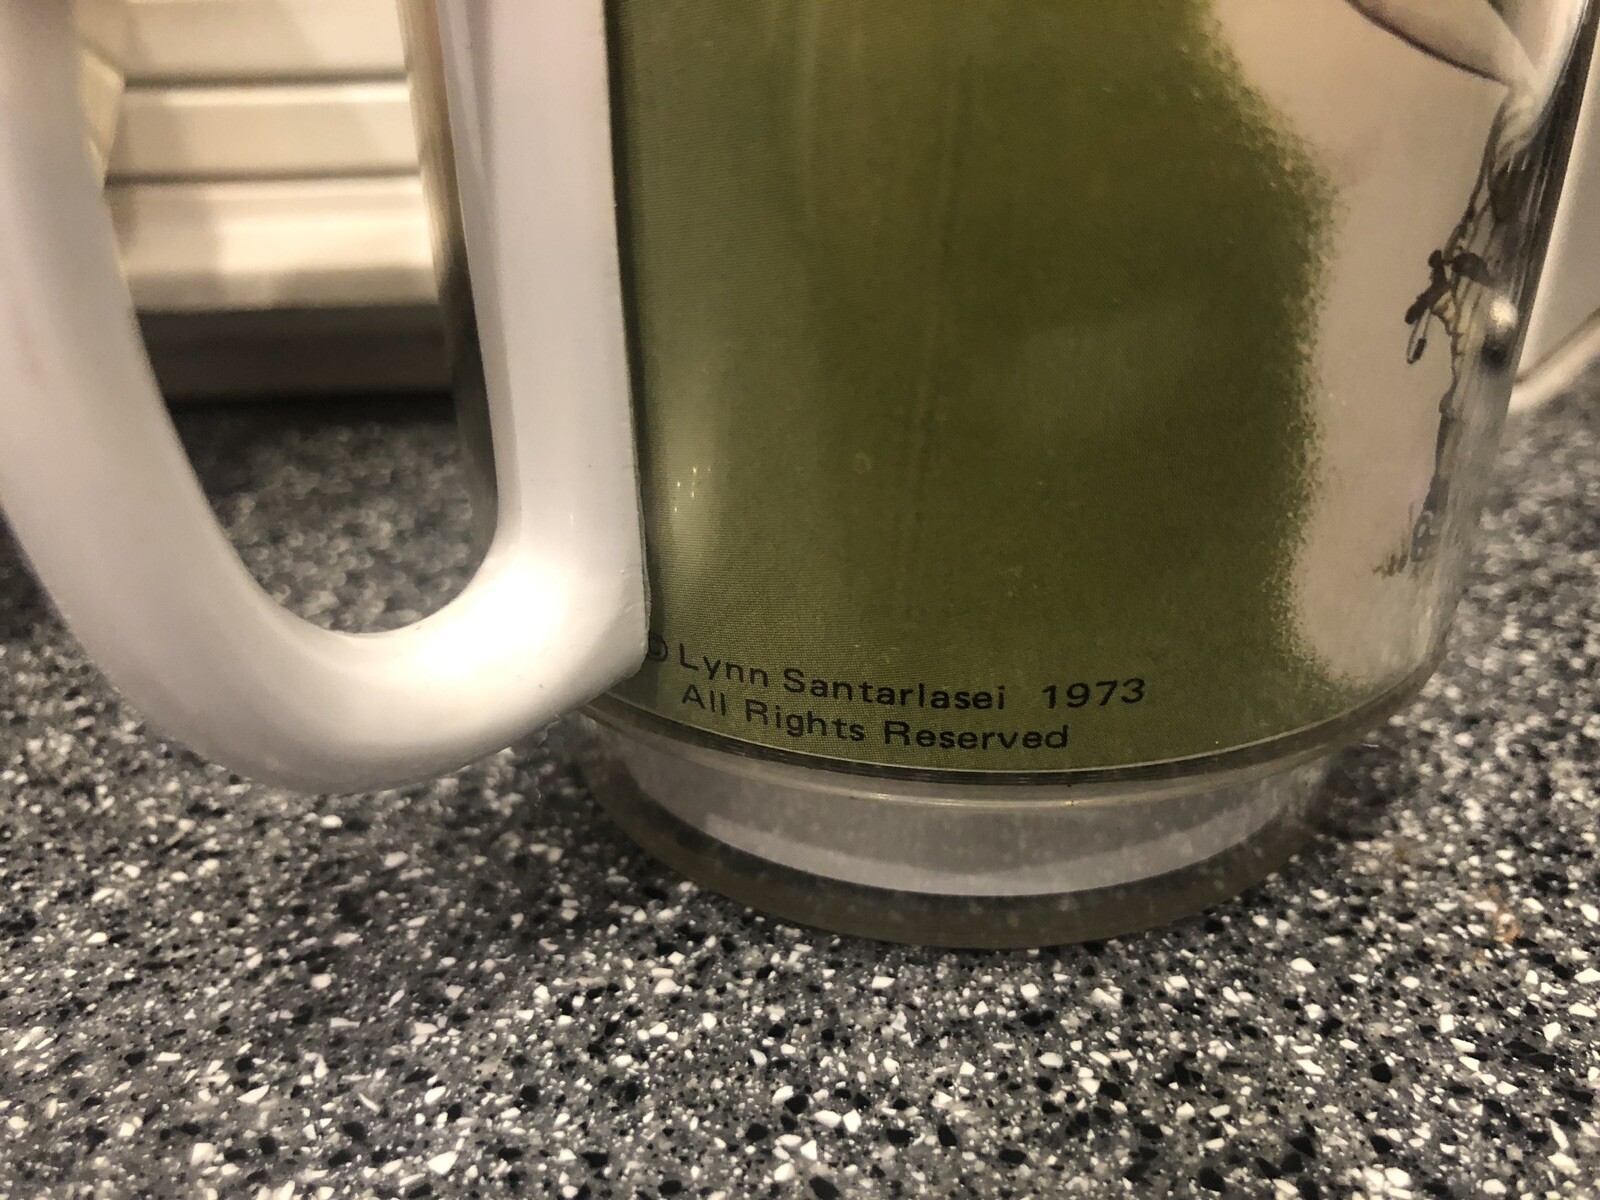 © Lynn Santarlasei 1973
All Rights Reserved